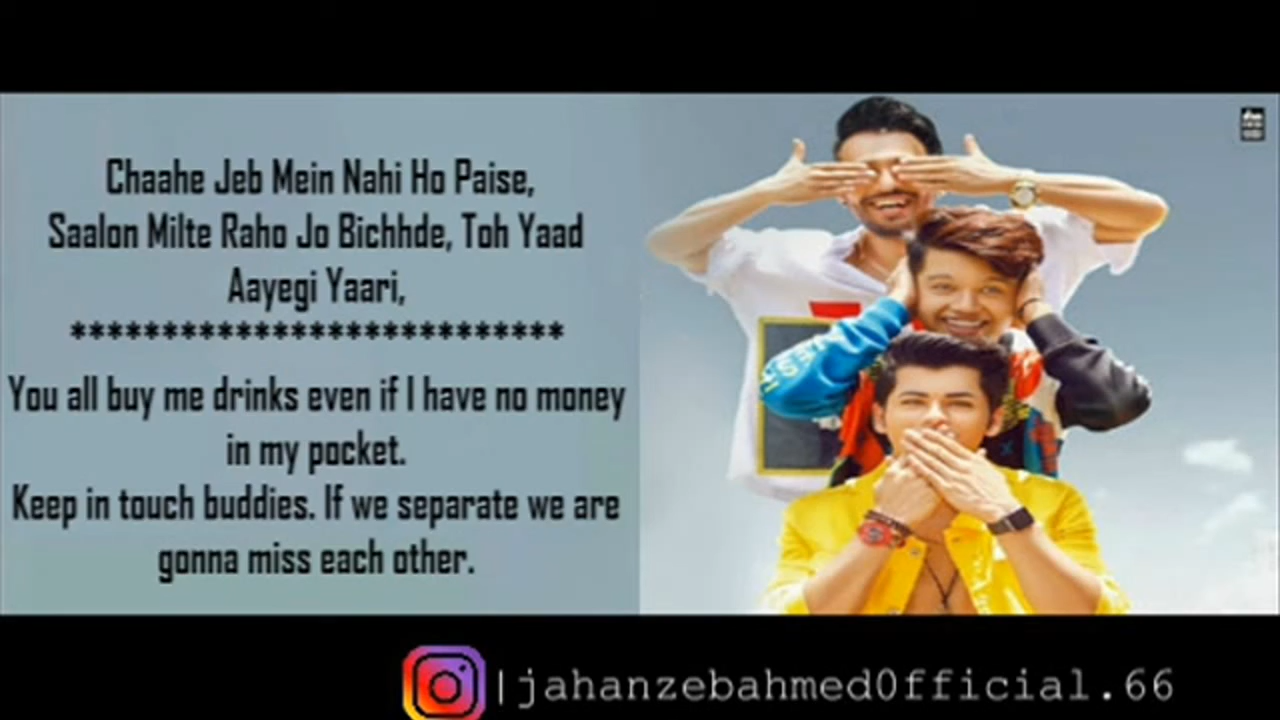 Chaahe Jeb Mein Nahi Ho Paise,
Saalon Milte Raho Jo Bichhde, Toh Yaad
Aayegi Yaari,
***************************
You all buy me drinks even if I have no money
in my pocket.
Keep in touch buddies. If we separate we are
gonna miss each other.
|jahanzebahmedOfficial.66